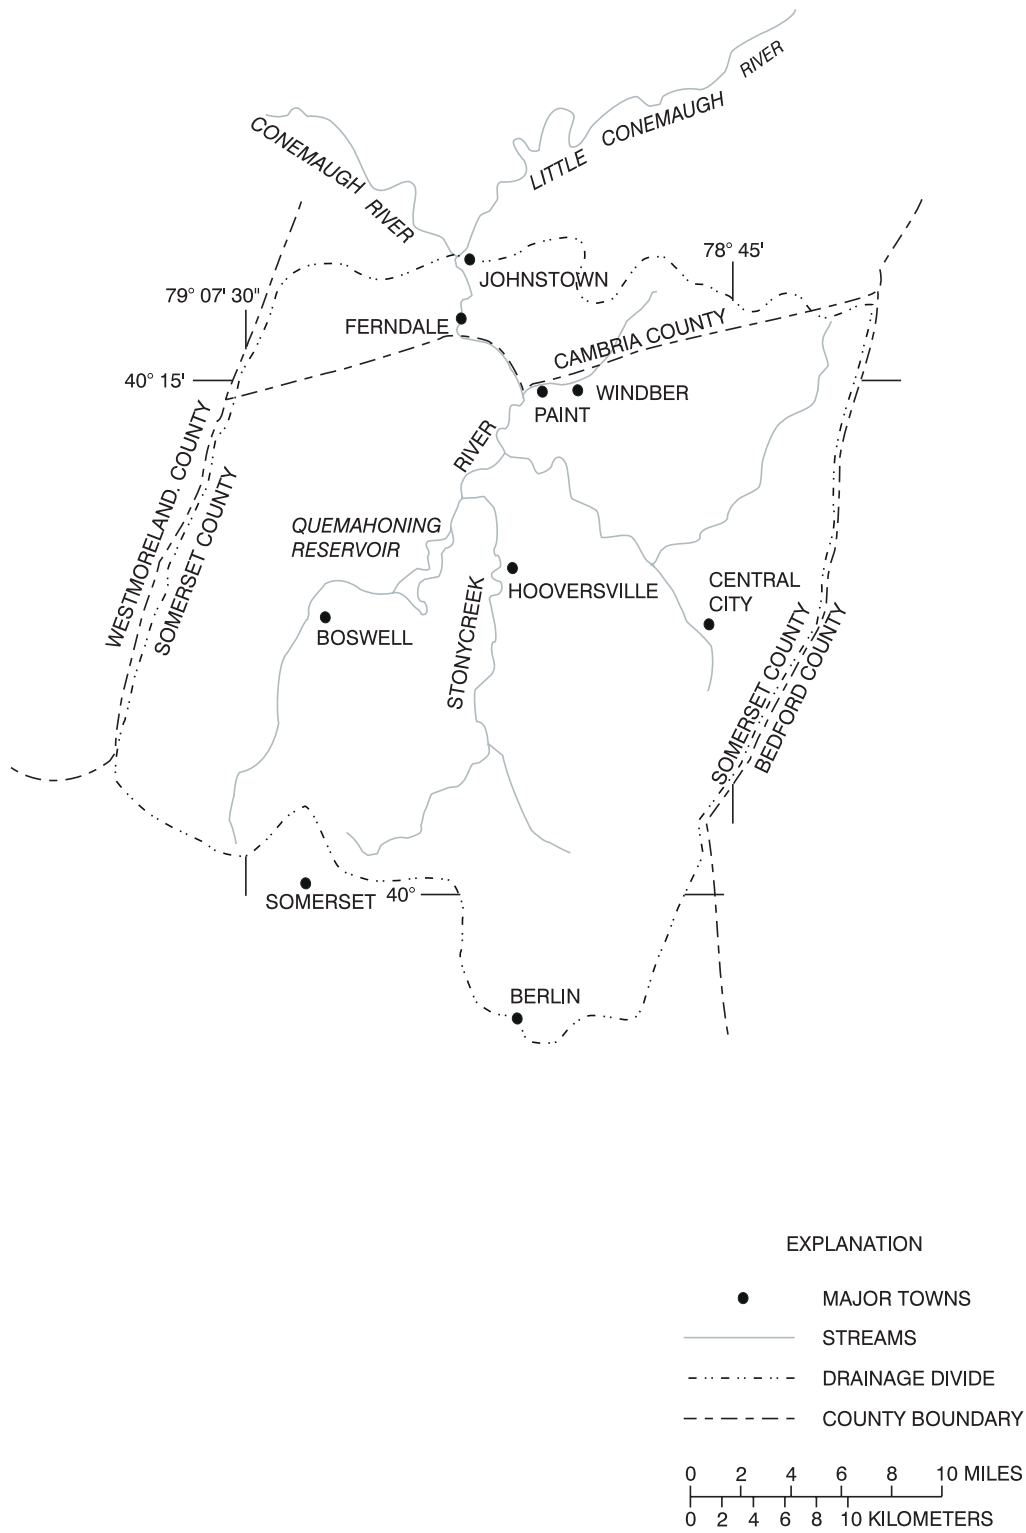 RIVER
LITTLE CONEMAUGH
CONEMAUGH RIVER
78° 45'
JOHNSTOWN
79° 07' 30"
FERNDALE
CAMBRIA COUNTY
40° 15'
WINDBER
PAINT
RIVER
WESTMORELAND. COUNTY
SOMERSET COUNTY
QUEMAHONING
RESERVOIR
HOOVERSVILLE
CENTRAL
CITY
BOSWELL
STONYCREEK
SOMERSET COUNTY
BEDFORD COUNTY
SOMERSET
40°
BERLIN
EXPLANATION
MAJOR TOWNS
STREAMS
DRAINAGE DIVIDE
COUNTY BOUNDARY
0 2 4 6 8 10 MILES
0 2 4 6 8 10 KILOMETERS